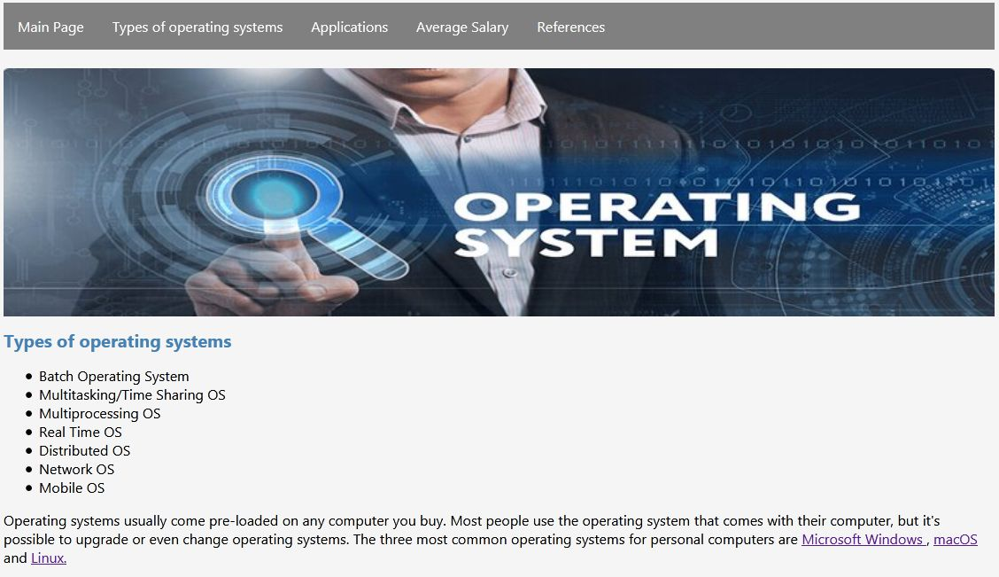 Main Page Types of operating systems Applications Average Salary References
OPERATING
SYSTEM
Types of operating systems
Batch Operating System
Multitasking/Time Sharing OS
Multiprocessing OS
Real Time OS
Distributed OS
Network OS
Mobile OS
Operating systems usually come pre-loaded on any computer you buy. Most people use the operating system that comes with their computer, but it's
possible to upgrade or even change operating systems. The three most common operating systems for personal computers are Microsoft Windows , macOS
and Linux.